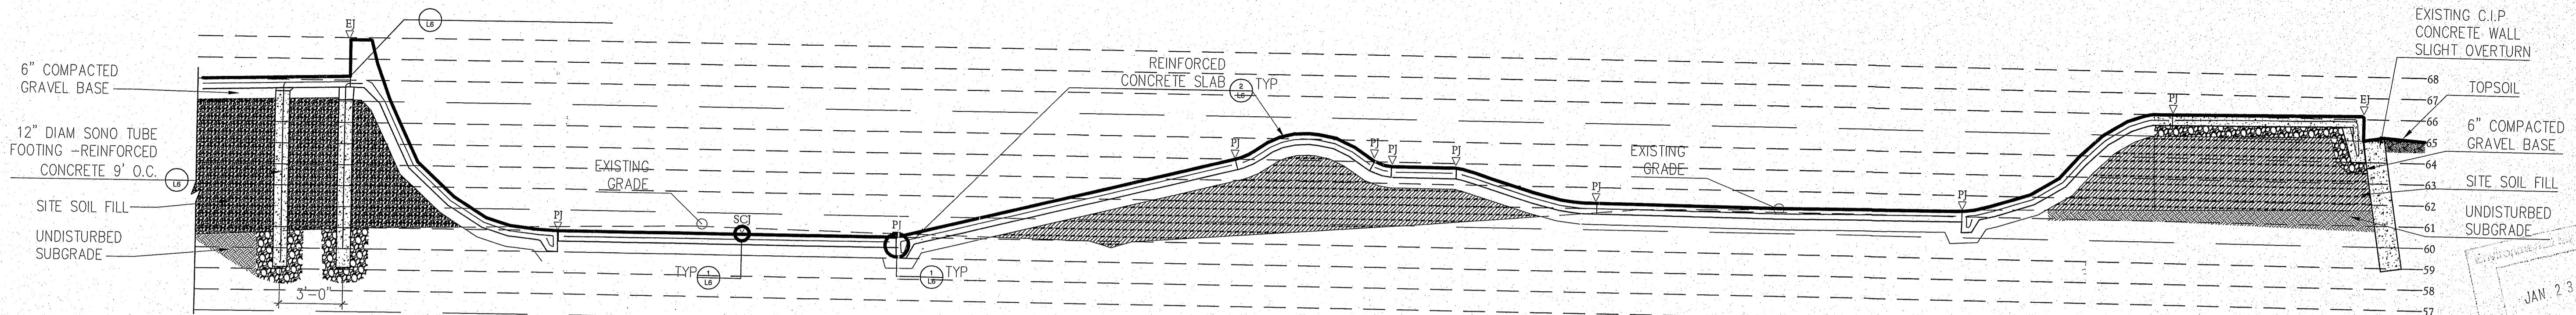 EJ
L6
6" COMPACTED
GRAVEL BASE
12" DIAM SONO TUBE
FOOTING -REINFORCED
CONCRETE 9' O.C.
L6
SITE SOIL FILL
UNDISTURBED
SUBGRADE
3'-0"
PJ
EXISTING
GRADE
SCJ
TYP
1
L6
PJ
1
L6
TYP
REINFORCED
CONCRETE SLAB
2
L6
TYP
PJ
PJ
PJ
PJ
PJ
EXISTING
GRADE
PJ
PJ
EJ
EXISTING C.I.P.
CONCRETE WALL
SLIGHT OVERTURN
TOPSOIL
6" COMPACTED
GRAVEL BASE
SITE SOIL FILL
UNDISTURBED
SUBGRADE
68
67
66
65
64
63
62
61
60
59
58
57
JAN 23